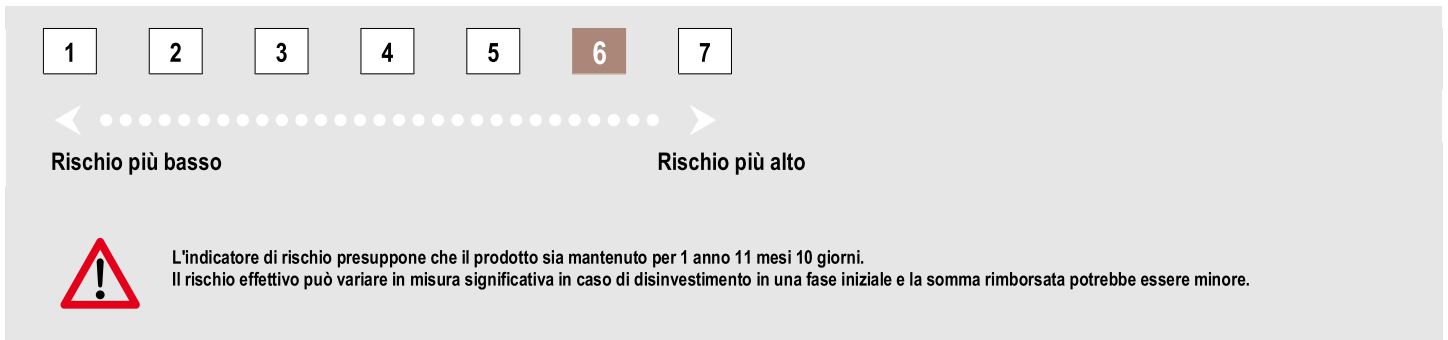 1 2 3 4 5 6 7
Rischio più basso Rischio più alto
L'indicatore di rischio presuppone che il prodotto sia mantenuto per 1 anno 11 mesi 10 giorni.
Il rischio effettivo può variare in misura significativa in caso di disinvestimento in una fase iniziale e la somma rimborsata potrebbe essere minore.